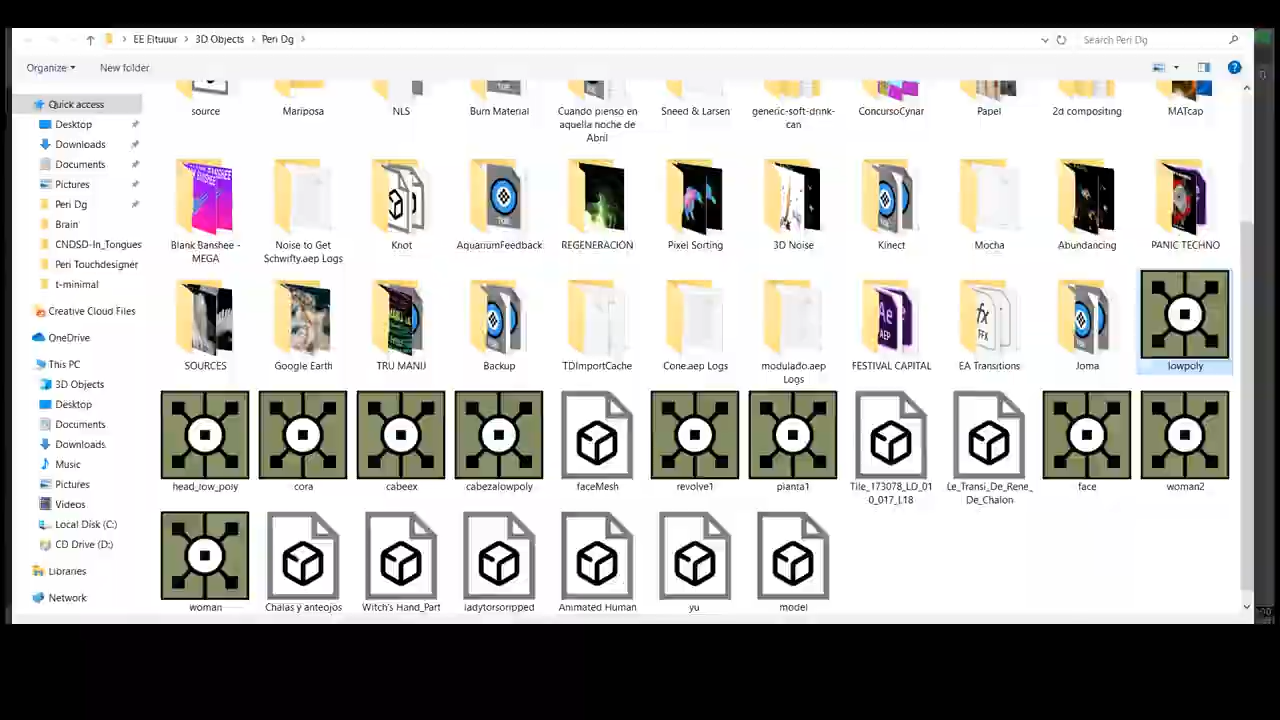 EE Eltuuur > 3D Objects > Peri Dg >
Search Peri Dg
Organize
New folder
Quick access
Desktop
Downloads
Documents
Pictures
Peri Dg
Brain
CNDSD-In_Tongues
Peri Touchdesigner
t-minimal
Creative Cloud Files
OneDrive
This PC
3D Objects
Desktop
Documents
Downloads
Music
Pictures
Videos
Local Disk (C:)
CD Drive (D:)
Libraries
Network
source
Mariposa
NLS
Burn Material
Cuando pienso en
aquella noche de
Abril
Sneed & Larsen
generic-soft-drink-
can
ConcursoCynar
Papel
2d compositing
MATcap
Blank Banshee -
MEGA
Noise to Get
Schwifty.aep Logs
Knot
AquariumFeedback
REGENERACION
Pixel Sorting
3D Noise
Kinect
Mocha
Abundancing
PANIC TECHNO
SOURCES
Google Earth
TRU MANIJ
Backup
TDImportCache
Cone.aep Logs
modulado.aep
Logs
Ae
AEP
FESTIVAL CAPITAL
fx
FFX
EA Transitions
Joma
lowpoly
head_low_poly
cora
cabeex
cabezalowpoly
faceMesh
revolve1
pianta1
Tile_173078_LD_01
0_017_L18
Le_Transi_De_Rene_
De_Chalon
face
woman2
woman
Chalas y anteojos
Witch's Hand_Part
ladytorsoripped
Animated Human
yu
model